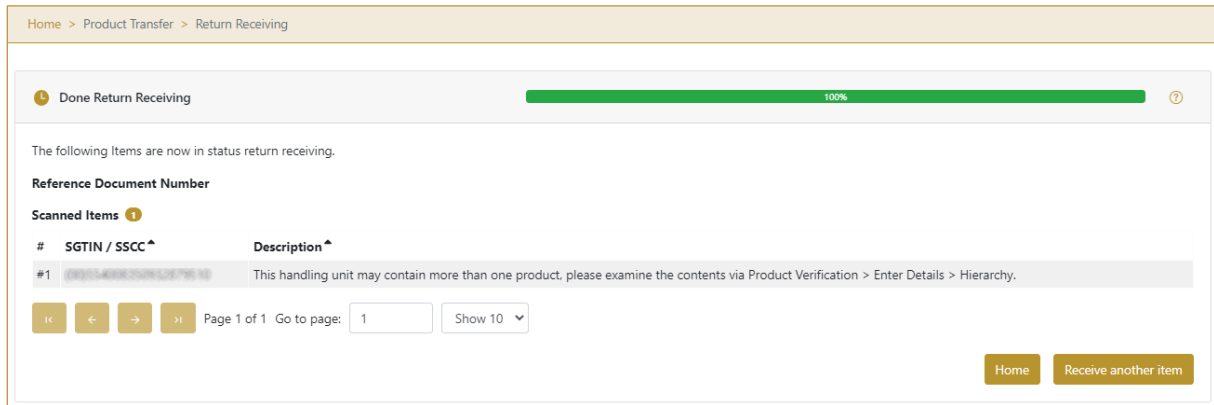 Home > Product Transfer > Return Receiving
Done Return Receiving
100%
?
The following Items are now in status return receiving.
Reference Document Number
Scanned Items 1
# SGTIN / SSCC Description
#1 This handling unit may contain more than one product, please examine the contents via Product Verification > Enter Details > Hierarchy.
Page 1 of 1 Go to page: 1 Show 10
Home Receive another item